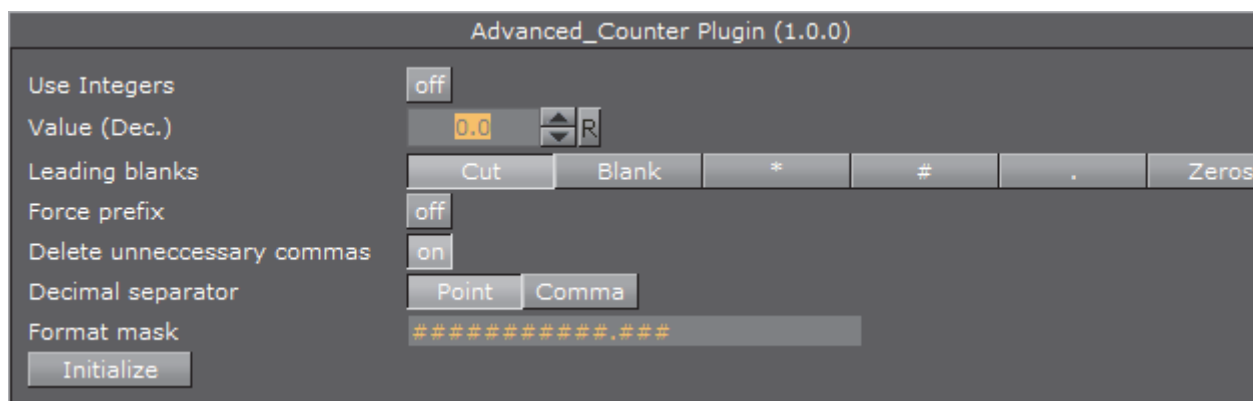 Advanced_Counter Plugin (1.0.0)
Use Integers off
Value (Dec.) 0.0 R
Leading blanks Cut Blank * # . Zeros
Force prefix off
Delete unneccessary commas on
Decimal separator Point Comma
Format mask ###########.###
Initialize